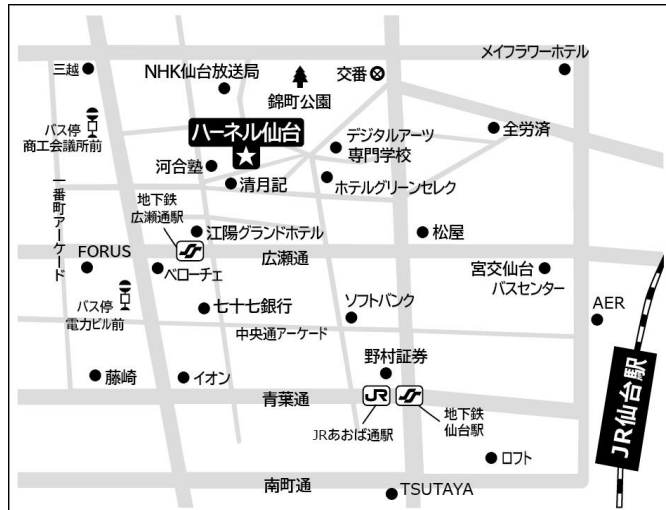 メイフラワーホテル
三越
NHK仙台放送局
交番
錦町公園
ハーネル仙台
デジタルアーツ
専門学校
全労済
バス停
商工会議所前
河合塾
清月記
ホテルグリーンセレク
一番町アーケード
地下鉄
広瀬通駅
江陽グランドホテル
松屋
FORUS
ベローチェ
広瀬通
宮交仙台
バスセンター
バス停
電力ビル前
七十七銀行
ソフトバンク
AER
中央通アーケード
野村証券
藤崎
イオン
青葉通
JR
JRあおば通駅
地下鉄
仙台駅
JR仙台駅
ロフト
南町通
TSUTAYA